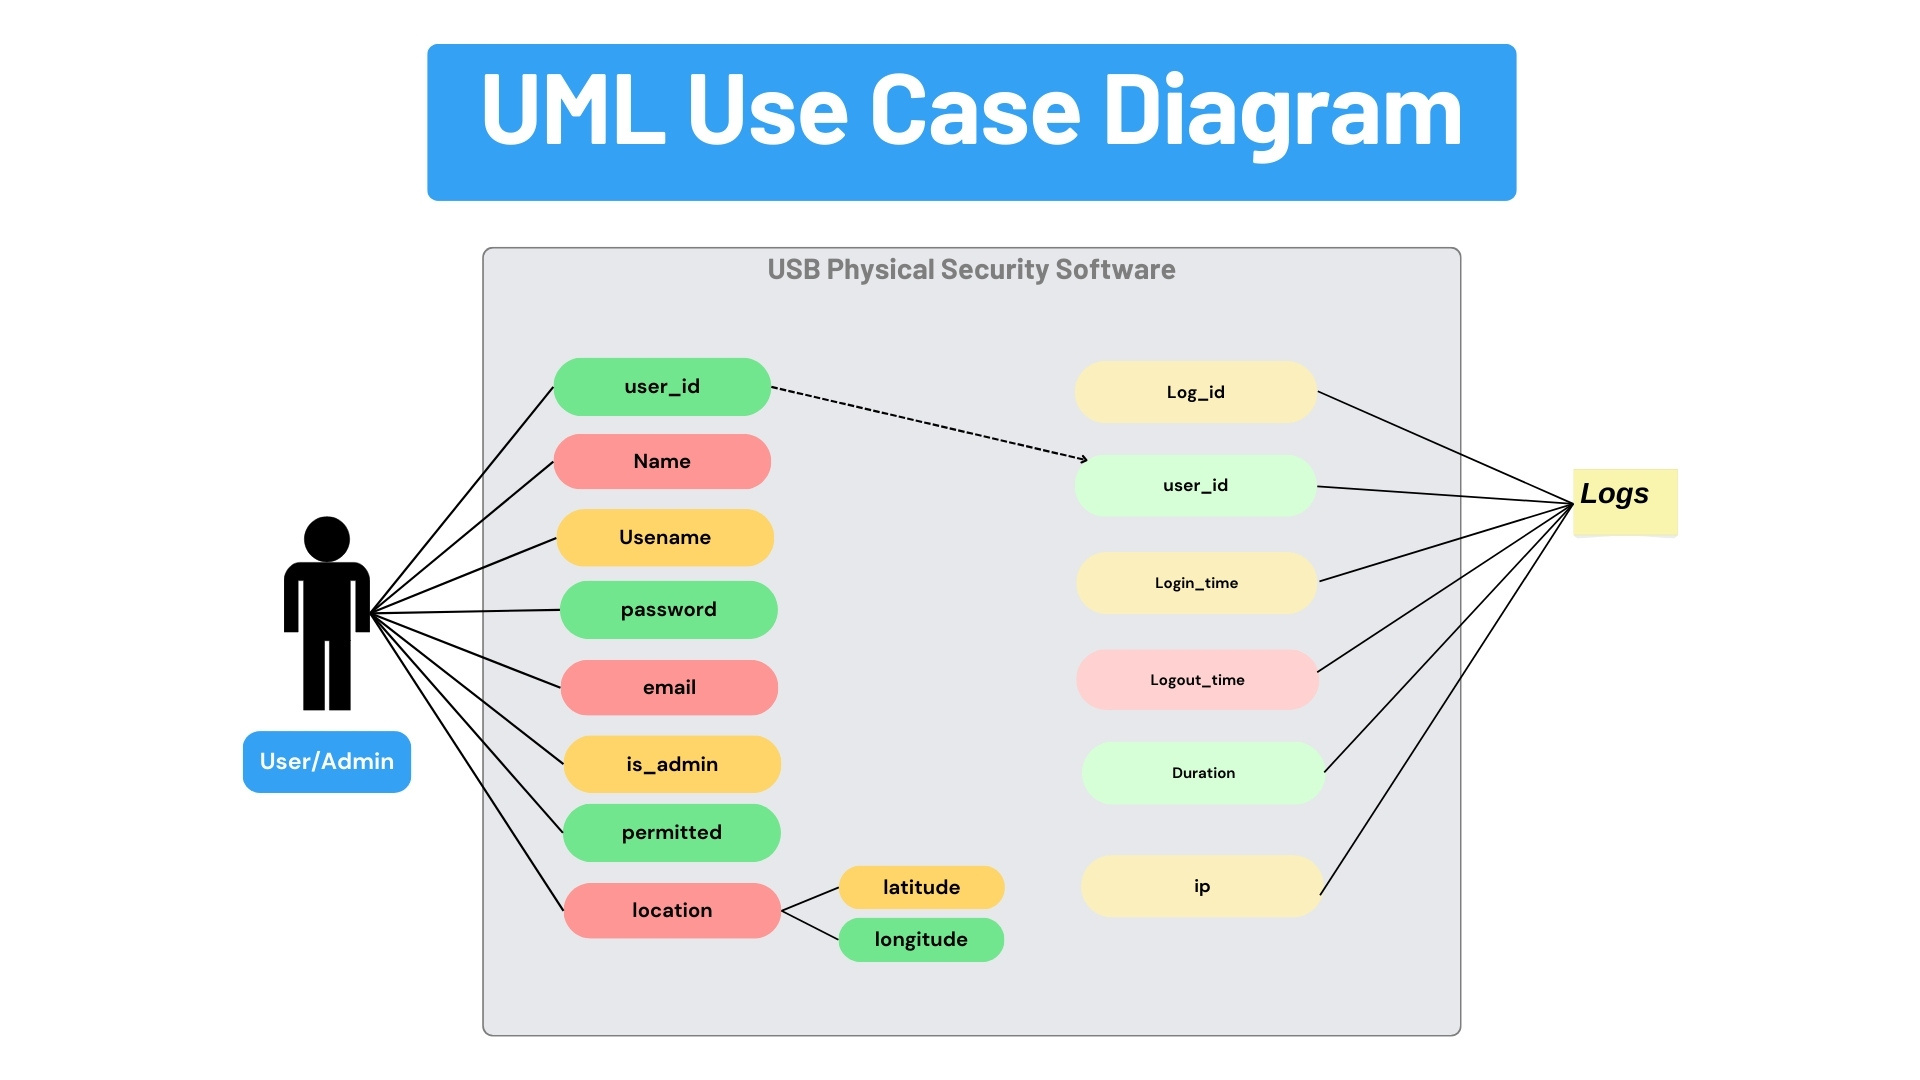 UML Use Case Diagram
USB Physical Security Software
User/Admin
user_id
Name
Usename
password
email
is_admin
permitted
location
latitude
longitude
Log_id
user_id
Login_time
Logout_time
Duration
ip
Logs